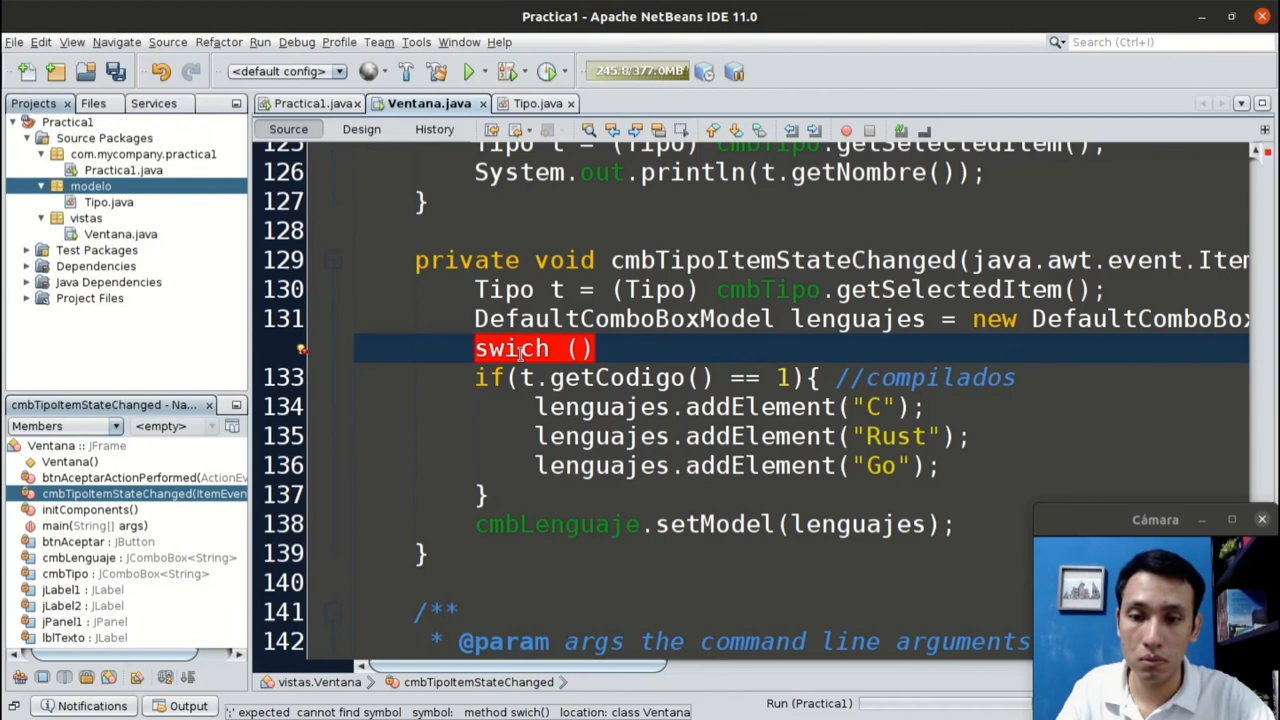 Practica1 - Apache NetBeans IDE 11.0
File Edit View Navigate Source Refactor Run Debug Profile Team Tools Window Help
Search (Ctrl+I)
<default config>
245.8/377.0MB
Projects Files Services
Practica1.java Ventana.java Tipo.java
Source Design History
Practica1
Source Packages
com.mycompany.practica1
Practica1.java
modelo
Tipo.java
vistas
Ventana.java
Test Packages
Dependencies
Java Dependencies
Project Files
cmbTipoItemStateChanged - Na...
Members <empty>
Ventana :: JFrame
Ventana()
btnAceptarActionPerformed(ActionEv
cmbTipoItemStateChanged(ItemEven
initComponents()
main(String[] args)
btnAceptar : JButton
cmbLenguaje : JComboBox<String>
cmbTipo : JComboBox<String>
jLabel1 : JLabel
jLabel2 : JLabel
jPanel1 : JPanel
lblTexto : JLabel
125 Tipo t = (Tipo) cmbTipo.getSelectedItem();
126 System.out.println(t.getNombre());
127 }
128
129 private void cmbTipoItemStateChanged(java.awt.event.Item
130 Tipo t = (Tipo) cmbTipo.getSelectedItem();
131 DefaultComboBoxModel lenguajes = new DefaultComboBox
swich ()
133 if(t.getCodigo() == 1){ //compilados
134 lenguajes.addElement("C");
135 lenguajes.addElement("Rust");
136 lenguajes.addElement("Go");
137 }
138 cmbLenguaje.setModel(lenguajes);
139 }
140
141 /**
142 * @param args the command line arguments
Cámara
vistas.Ventana cmbTipoItemStateChanged
Notifications Output ';' expected cannot find symbol symbol: method swich() location: class Ventana Run (Practica1)